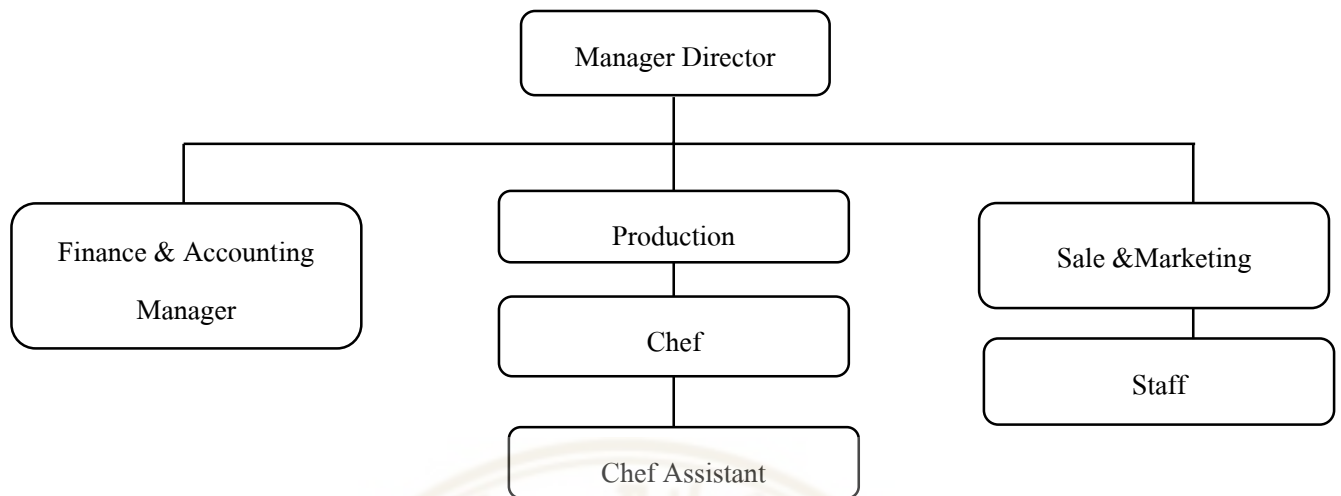 Manager Director
Finance & Accounting
Manager
Production
Sale &Marketing
Chef
Staff
Chef Assistant